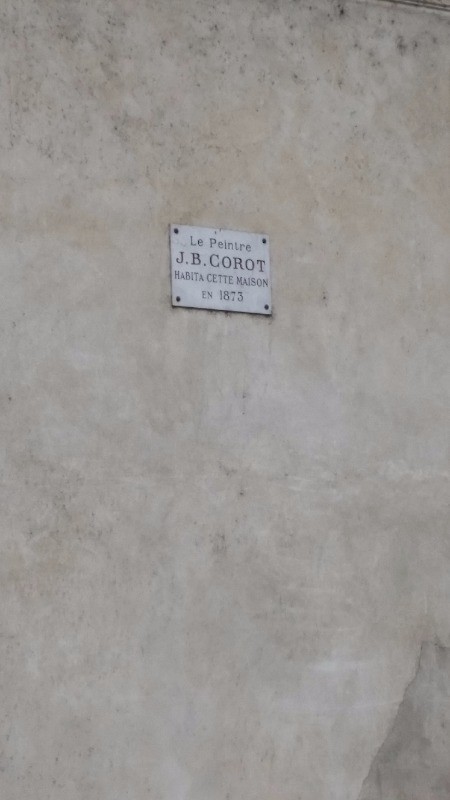 Le Peintre
J.B. COROT
HABITA CETTE MAISON
EN 1873